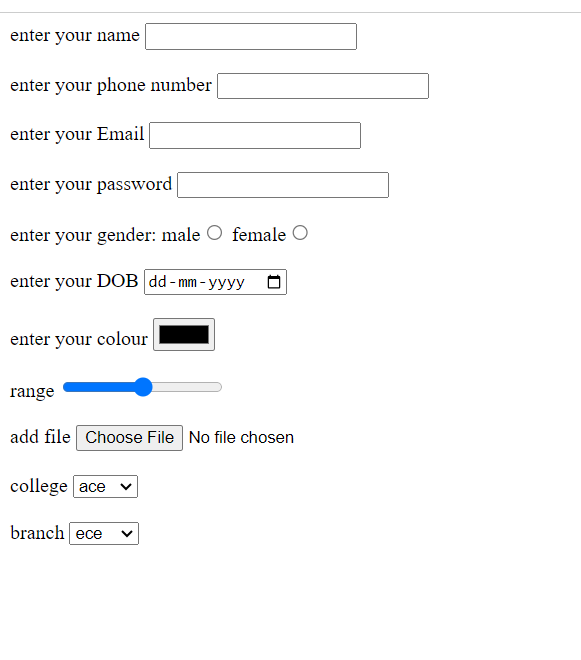 enter your name
enter your phone number
enter your Email
enter your password
enter your gender: male female
enter your DOB dd-mm-yyyy
enter your colour
range
add file Choose File No file chosen
college ace
branch ece